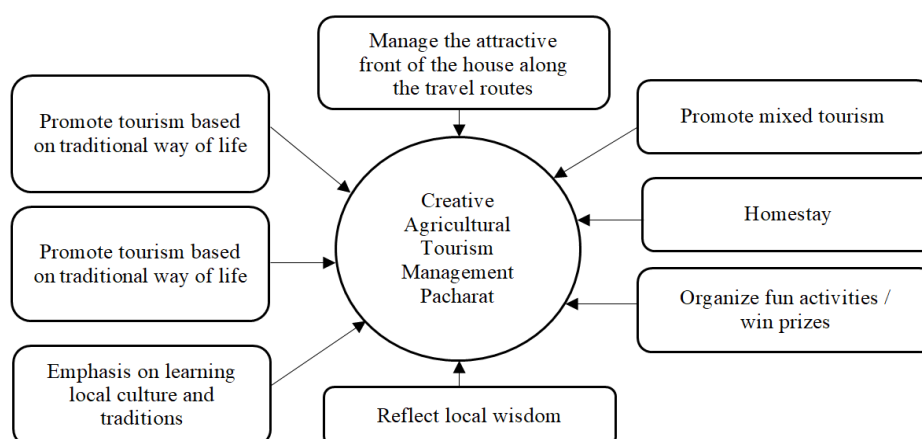 Manage the attractive
front of the house along
the travel routes
Promote tourism based
on traditional way of life
Promote mixed tourism
Creative
Agricultural
Tourism
Management
Pacharat
Homestay
Promote tourism based
on traditional way of life
Organize fun activities /
win prizes
Emphasis on learning
local culture and
traditions
Reflect local wisdom